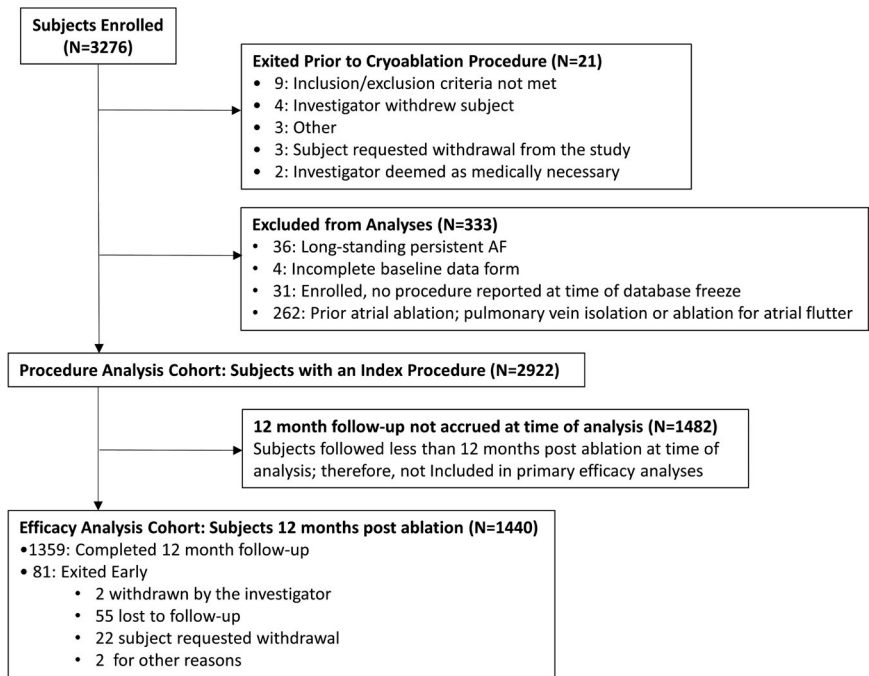 Subjects Enrolled
(N=3276)
Exited Prior to Cryoablation Procedure (N=21)
• 9: Inclusion/exclusion criteria not met
• 4: Investigator withdrew subject
• 3: Other
• 3: Subject requested withdrawal from the study
• 2: Investigator deemed as medically necessary
Excluded from Analyses (N=333)
• 36: Long-standing persistent AF
• 4: Incomplete baseline data form
• 31: Enrolled, no procedure reported at time of database freeze
• 262: Prior atrial ablation; pulmonary vein isolation or ablation for atrial flutter
Procedure Analysis Cohort: Subjects with an Index Procedure (N=2922)
12 month follow-up not accrued at time of analysis (N=1482)
Subjects followed less than 12 months post ablation at time of
analysis; therefore, not Included in primary efficacy analyses
Efficacy Analysis Cohort: Subjects 12 months post ablation (N=1440)
•1359: Completed 12 month follow-up
• 81: Exited Early
• 2 withdrawn by the investigator
• 55 lost to follow-up
• 22 subject requested withdrawal
• 2 for other reasons